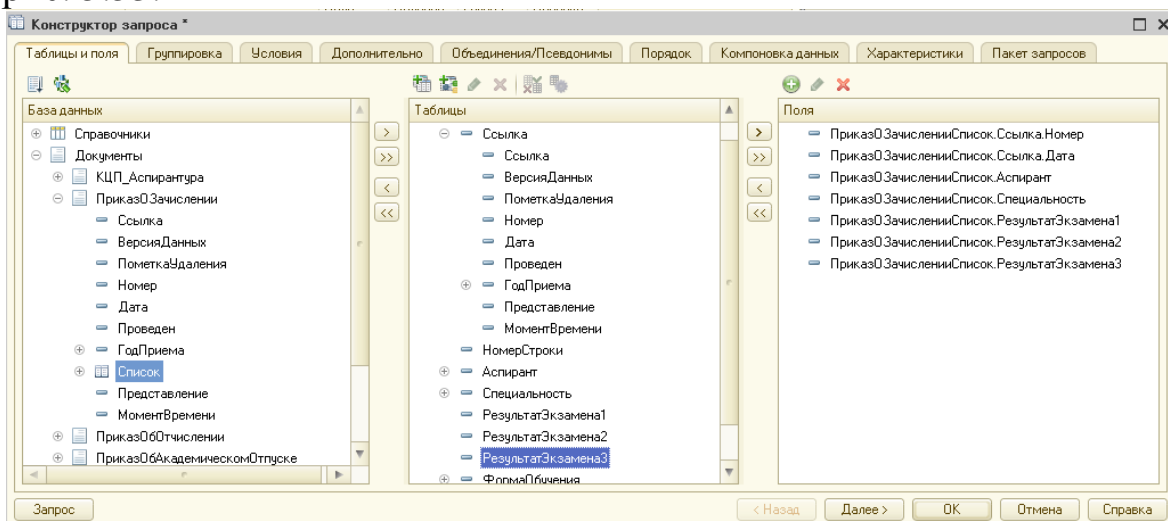 Конструктор запроса *
Таблицы и поля Группировка Условия Дополнительно Объединения/Псевдонимы Порядок Компоновка данных Характеристики Пакет запросов
База данных
Справочники
Документы
КЦП_Аспирантура
ПриказОЗачислении
Ссылка
ВерсияДанных
ПометкаУдаления
Номер
Дата
Проведен
ГодПриема
Список
Представление
МоментВремени
ПриказОбОтчислении
ПриказОбАкадемическомОтпуске
Таблицы
Ссылка
Ссылка
ВерсияДанных
ПометкаУдаления
Номер
Дата
Проведен
ГодПриема
Представление
МоментВремени
НомерСтроки
Аспирант
Специальность
РезультатЭкзамена1
РезультатЭкзамена2
РезультатЭкзамена3
ФормаОбучения
Поля
ПриказОЗачисленииСписок.Ссылка.Номер
ПриказОЗачисленииСписок.Ссылка.Дата
ПриказОЗачисленииСписок.Аспирант
ПриказОЗачисленииСписок.Специальность
ПриказОЗачисленииСписок.РезультатЭкзамена1
ПриказОЗачисленииСписок.РезультатЭкзамена2
ПриказОЗачисленииСписок.РезультатЭкзамена3
Запрос < Назад Далее > ОК Отмена Справка